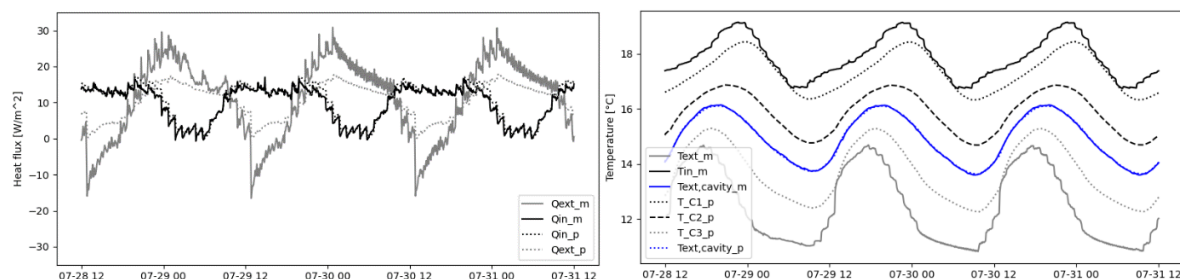 Heat flux [W/m^2]
30
20
10
0
−10
−20
−30
Qext_m
Qin_m
Qin_p
Qext_p
07-28 12
07-29 00
07-29 12
07-30 00
07-30 12
07-31 00
07-31 12
Temperature [°C]
18
16
14
12
Text_m
Tin_m
Text,cavity_m
T_C1_p
T_C2_p
T_C3_p
Text,cavity_p
07-28 12
07-29 00
07-29 12
07-30 00
07-30 12
07-31 00
07-31 12